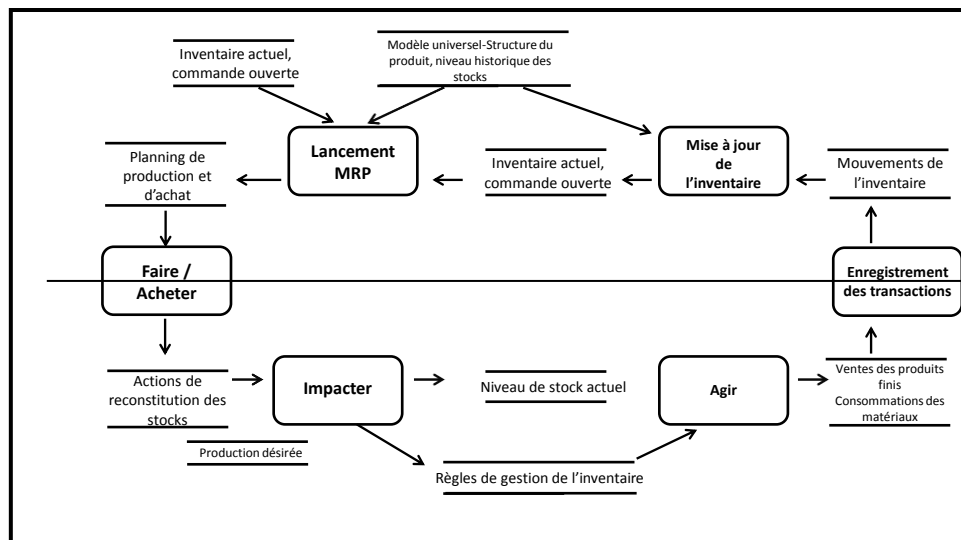 Inventaire actuel,
commande ouverte
Modèle universel-Structure du
produit, niveau historique des
stocks
Planning de
production et
d’achat
Lancement
MRP
Inventaire actuel,
commande ouverte
Mise à jour
de
l’inventaire
Mouvements de
l’inventaire
Faire /
Acheter
Enregistrement
des transactions
Actions de
reconstitution des
stocks
Impacter
Niveau de stock actuel
Agir
Ventes des produits
finis
Consommations des
matériaux
Production désirée
Règles de gestion de l’inventaire